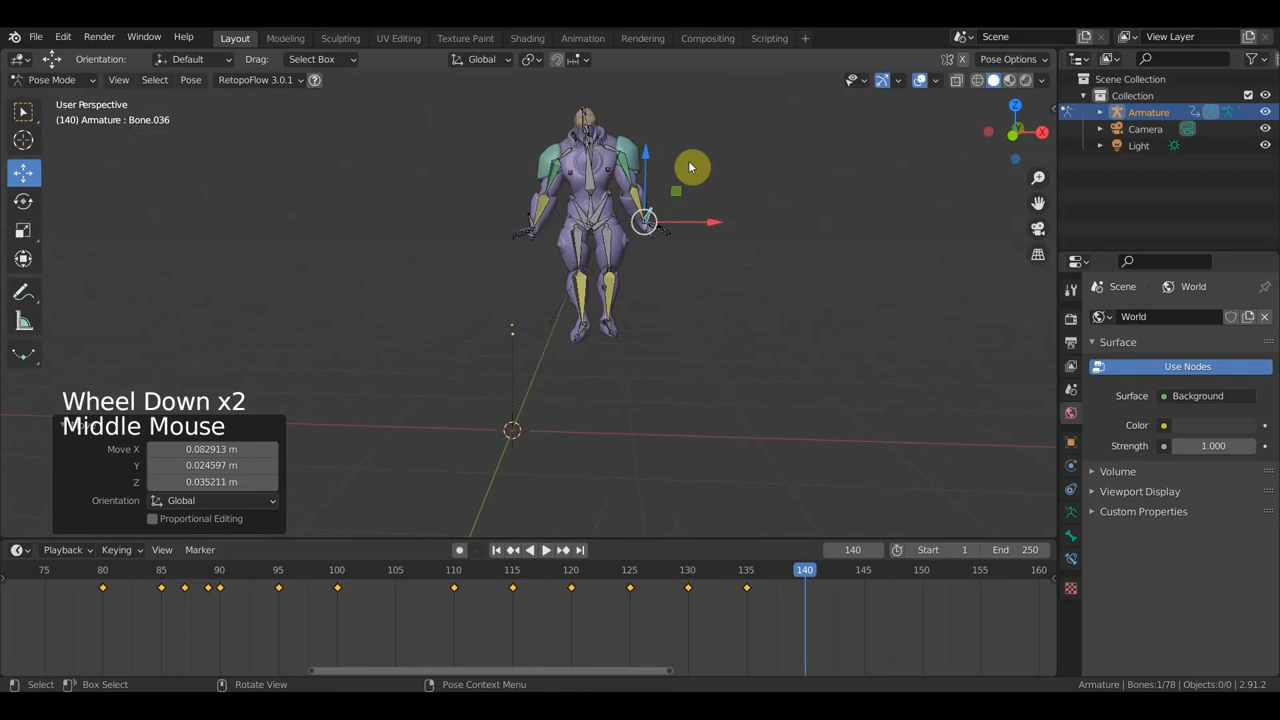 File Edit Render Window Help Layout Modeling Sculpting UV Editing Texture Paint Shading Animation Rendering Compositing Scripting + Scene View Layer
Orientation: Default Drag: Select Box Global X Pose Options
Pose Mode View Select Pose RetopoFlow 3.0.1 ?
User Perspective
(140) Armature : Bone.036
Z
X
Y
Scene Collection
Collection
Armature
Camera
Light
Scene World
World
Surface
Use Nodes
Surface Background
Color
Strength 1.000
Volume
Viewport Display
Custom Properties
Wheel Down x2
Middle Mouse
Move X 0.082913 m
Y 0.024597 m
Z 0.035211 m
Orientation Global
Proportional Editing
Playback Keying View Marker 140 Start 1 End 250
75 80 85 90 95 100 105 110 115 120 125 130 135 140 145 150 155 160
Select Box Select Rotate View Pose Context Menu Armature | Bones:1/78 | Objects:0/0 | 2.91.2